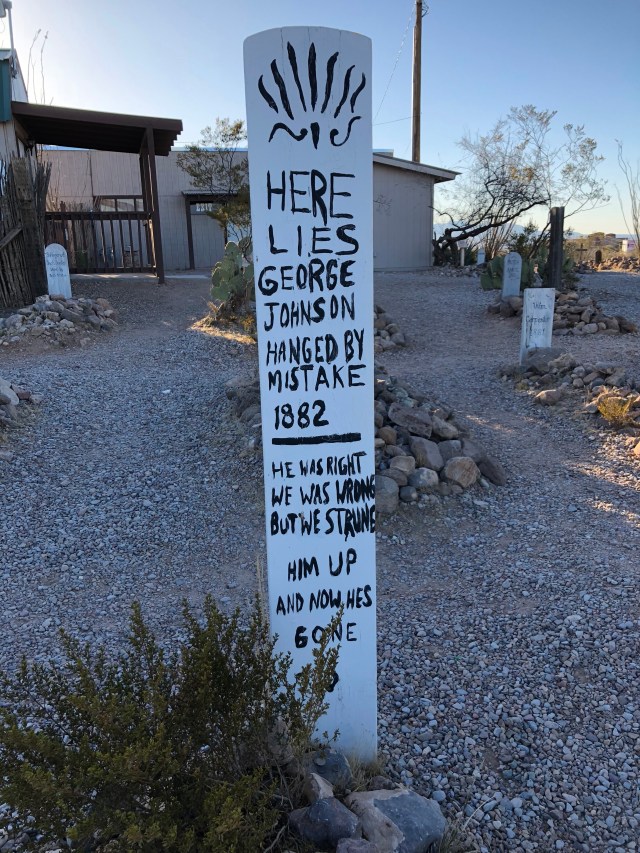 HERE
LIES
GEORGE
JOHNSON
HANGED BY
MISTAKE
1882
HE WAS RIGHT
WE WAS WRONG
BUT WE STRUNG
HIM UP
AND NOW, HES
GONE